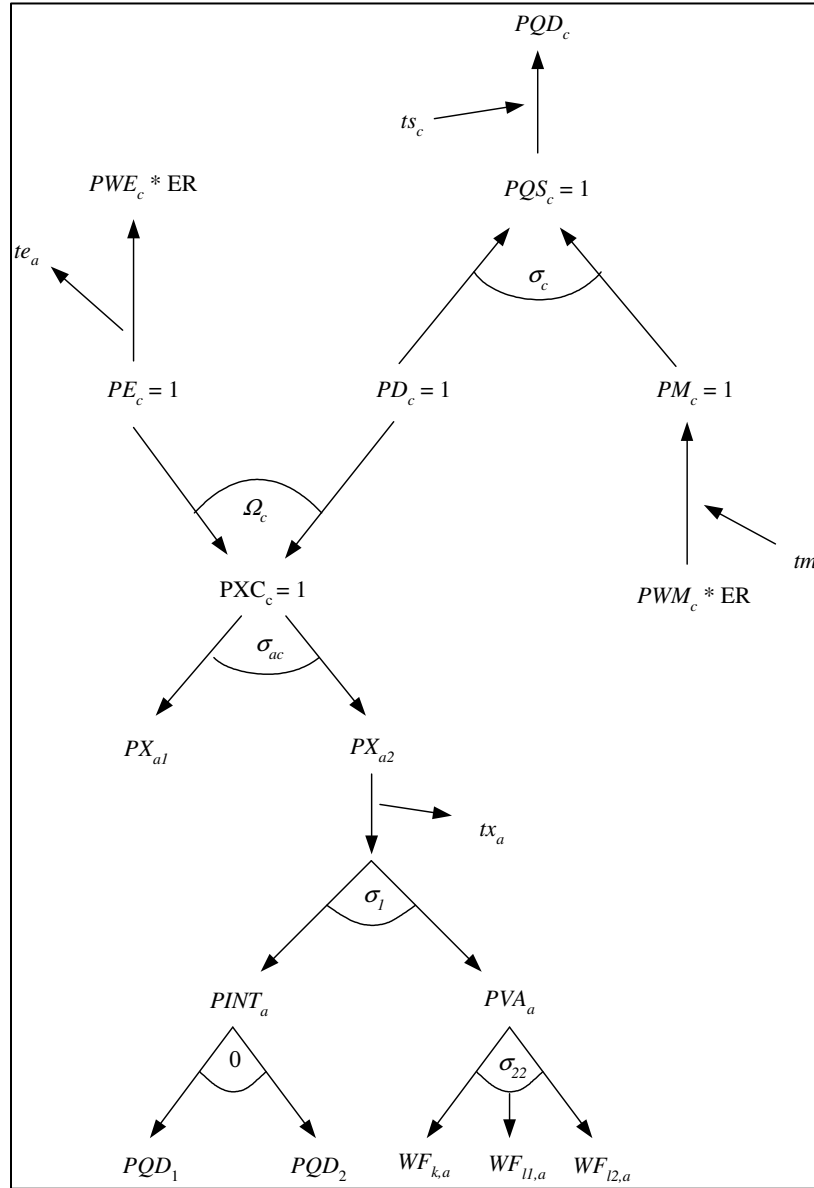 PQD_c
ts_c
PWE_c * ER
PQS_c = 1
te_a
σ_c
PE_c = 1
PD_c = 1
PM_c = 1
Ω_c
tm
PXC_c = 1
PWM_c * ER
σ_ac
PX_a1
PX_a2
tx_a
σ_1
PINT_a
PVA_a
0
σ_22
PQD_1
PQD_2
WF_k,a
WF_l1,a
WF_l2,a